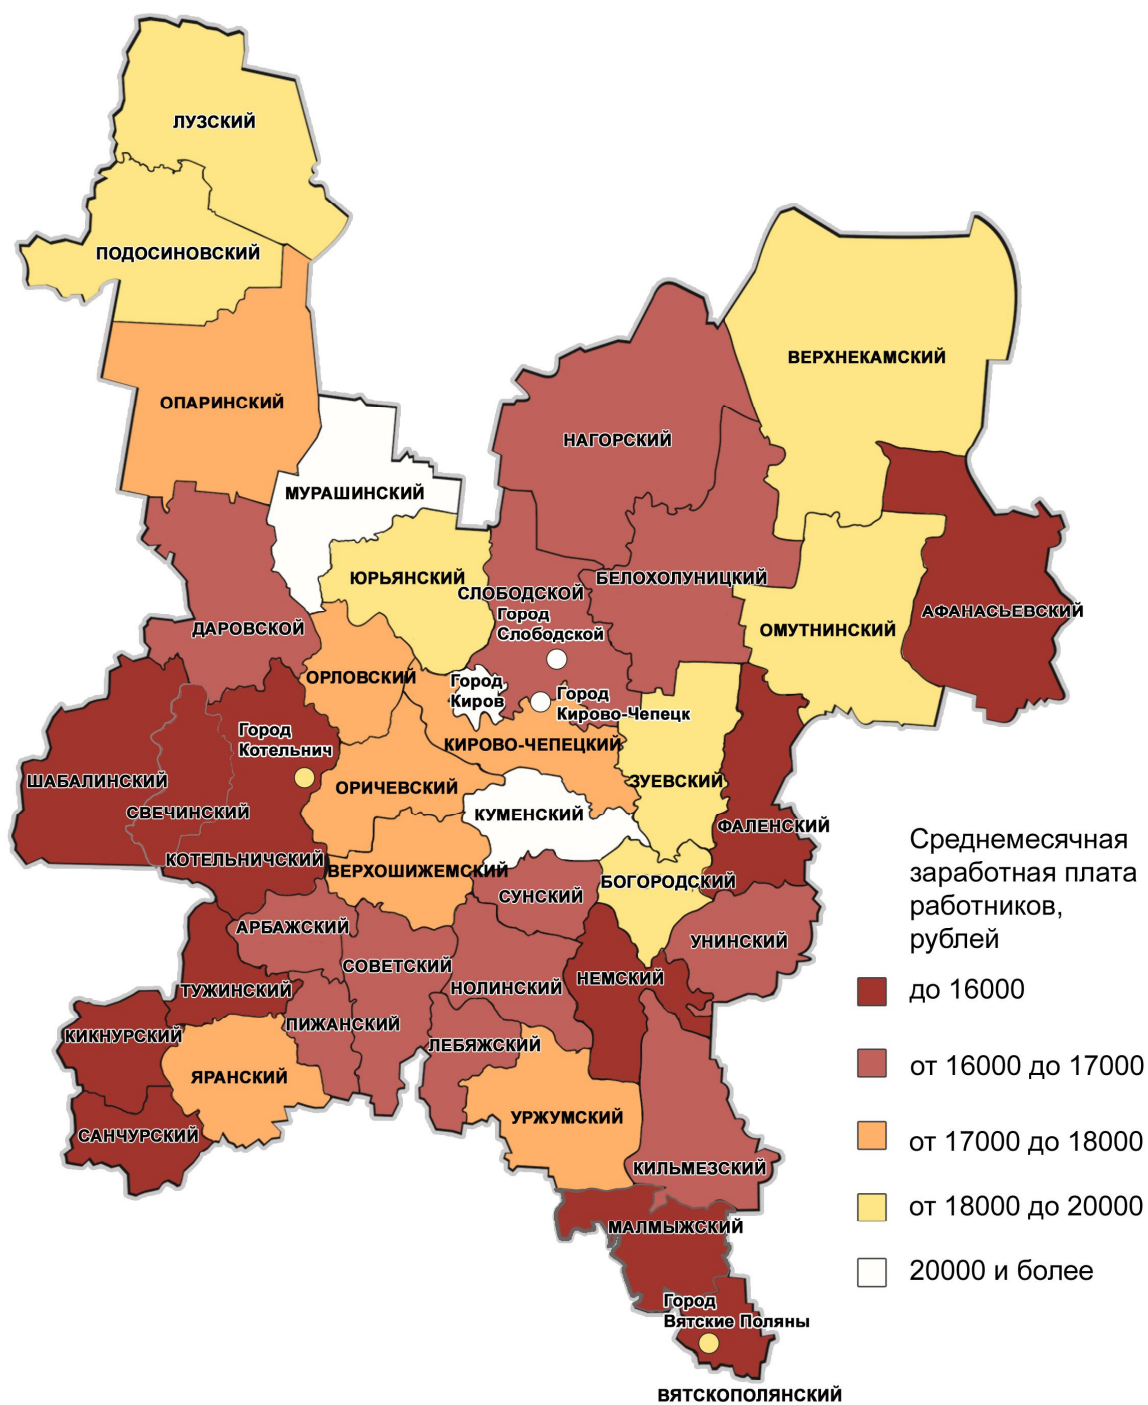 ЛУЗСКИЙ
ПОДОСИНОВСКИЙ
ВЕРХНЕКАМСКИЙ
ОПАРИНСКИЙ
НАГОРСКИЙ
МУРАШИНСКИЙ
ЮРЬЯНСКИЙ
БЕЛОХОЛУНИЦКИЙ
СЛОБОДСКОЙ
Город
Слободской
АФАНАСЬЕВСКИЙ
ДАРОВСКОЙ
ОМУТНИНСКИЙ
ОРЛОВСКИЙ
Город
Киров
Город
Кирово-Чепецк
Город
Котельнич
КИРОВО-ЧЕПЕЦКИЙ
ШАБАЛИНСКИЙ
ОРИЧЕВСКИЙ
ЗУЕВСКИЙ
СВЕЧИНСКИЙ
КУМЕНСКИЙ
ФАЛЕНСКИЙ
КОТЕЛЬНИЧСКИЙ
ВЕРХОШИЖЕМСКИЙ
БОГОРОДСКИЙ
СУНСКИЙ
АРБАЖСКИЙ
УНИНСКИЙ
СОВЕТСКИЙ
НЕМСКИЙ
ТУЖИНСКИЙ
НОЛИНСКИЙ
ПИЖАНСКИЙ
КИКНУРСКИЙ
ЛЕБЯЖСКИЙ
ЯРАНСКИЙ
УРЖУМСКИЙ
САНЧУРСКИЙ
КИЛЬМЕЗСКИЙ
МАЛМЫЖСКИЙ
Город
Вятские Поляны
ВЯТСКОПОЛЯНСКИЙ
Среднемесячная
заработная плата
работников,
рублей
до 16000
от 16000 до 17000
от 17000 до 18000
от 18000 до 20000
20000 и более